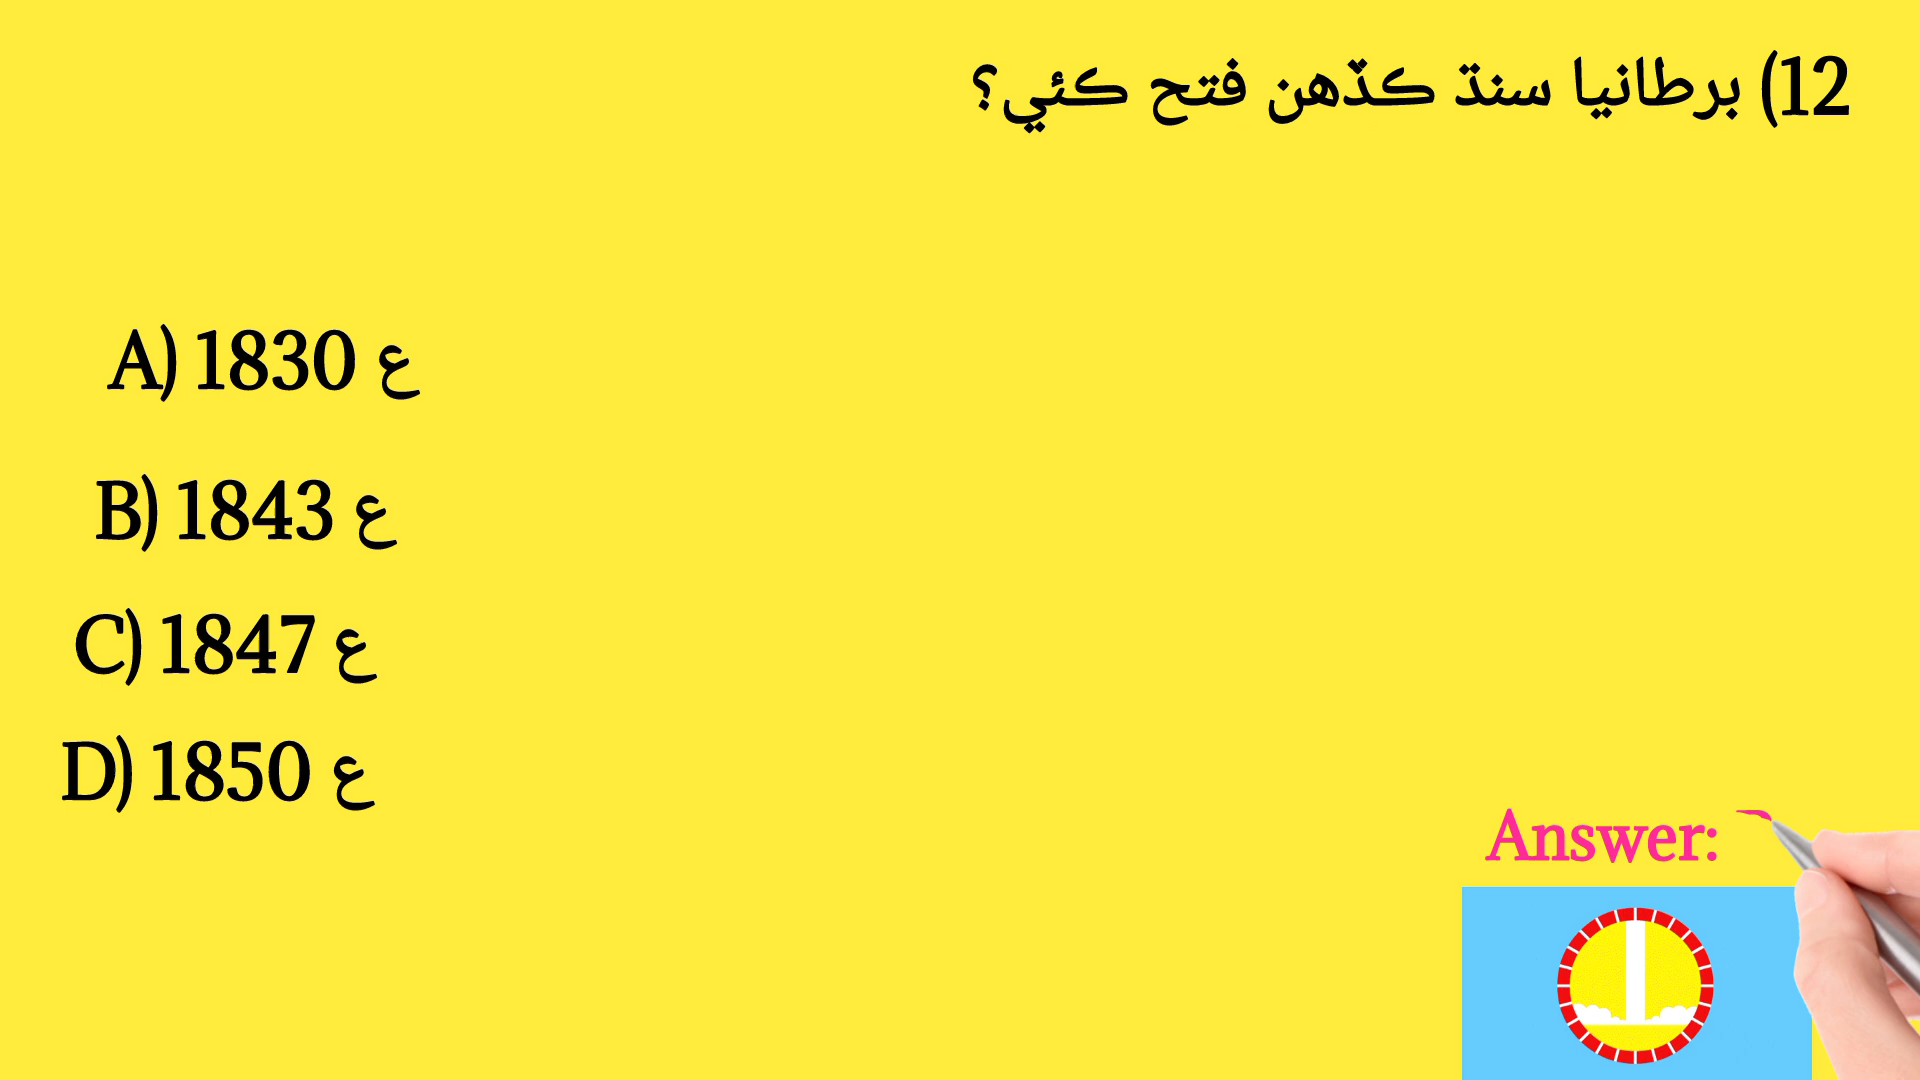 12) برطانيا سنڌ ڪڏهن فتح ڪئي؟
A) 1830 ع
B) 1843 ع
C) 1847 ع
D) 1850 ع
Answer: